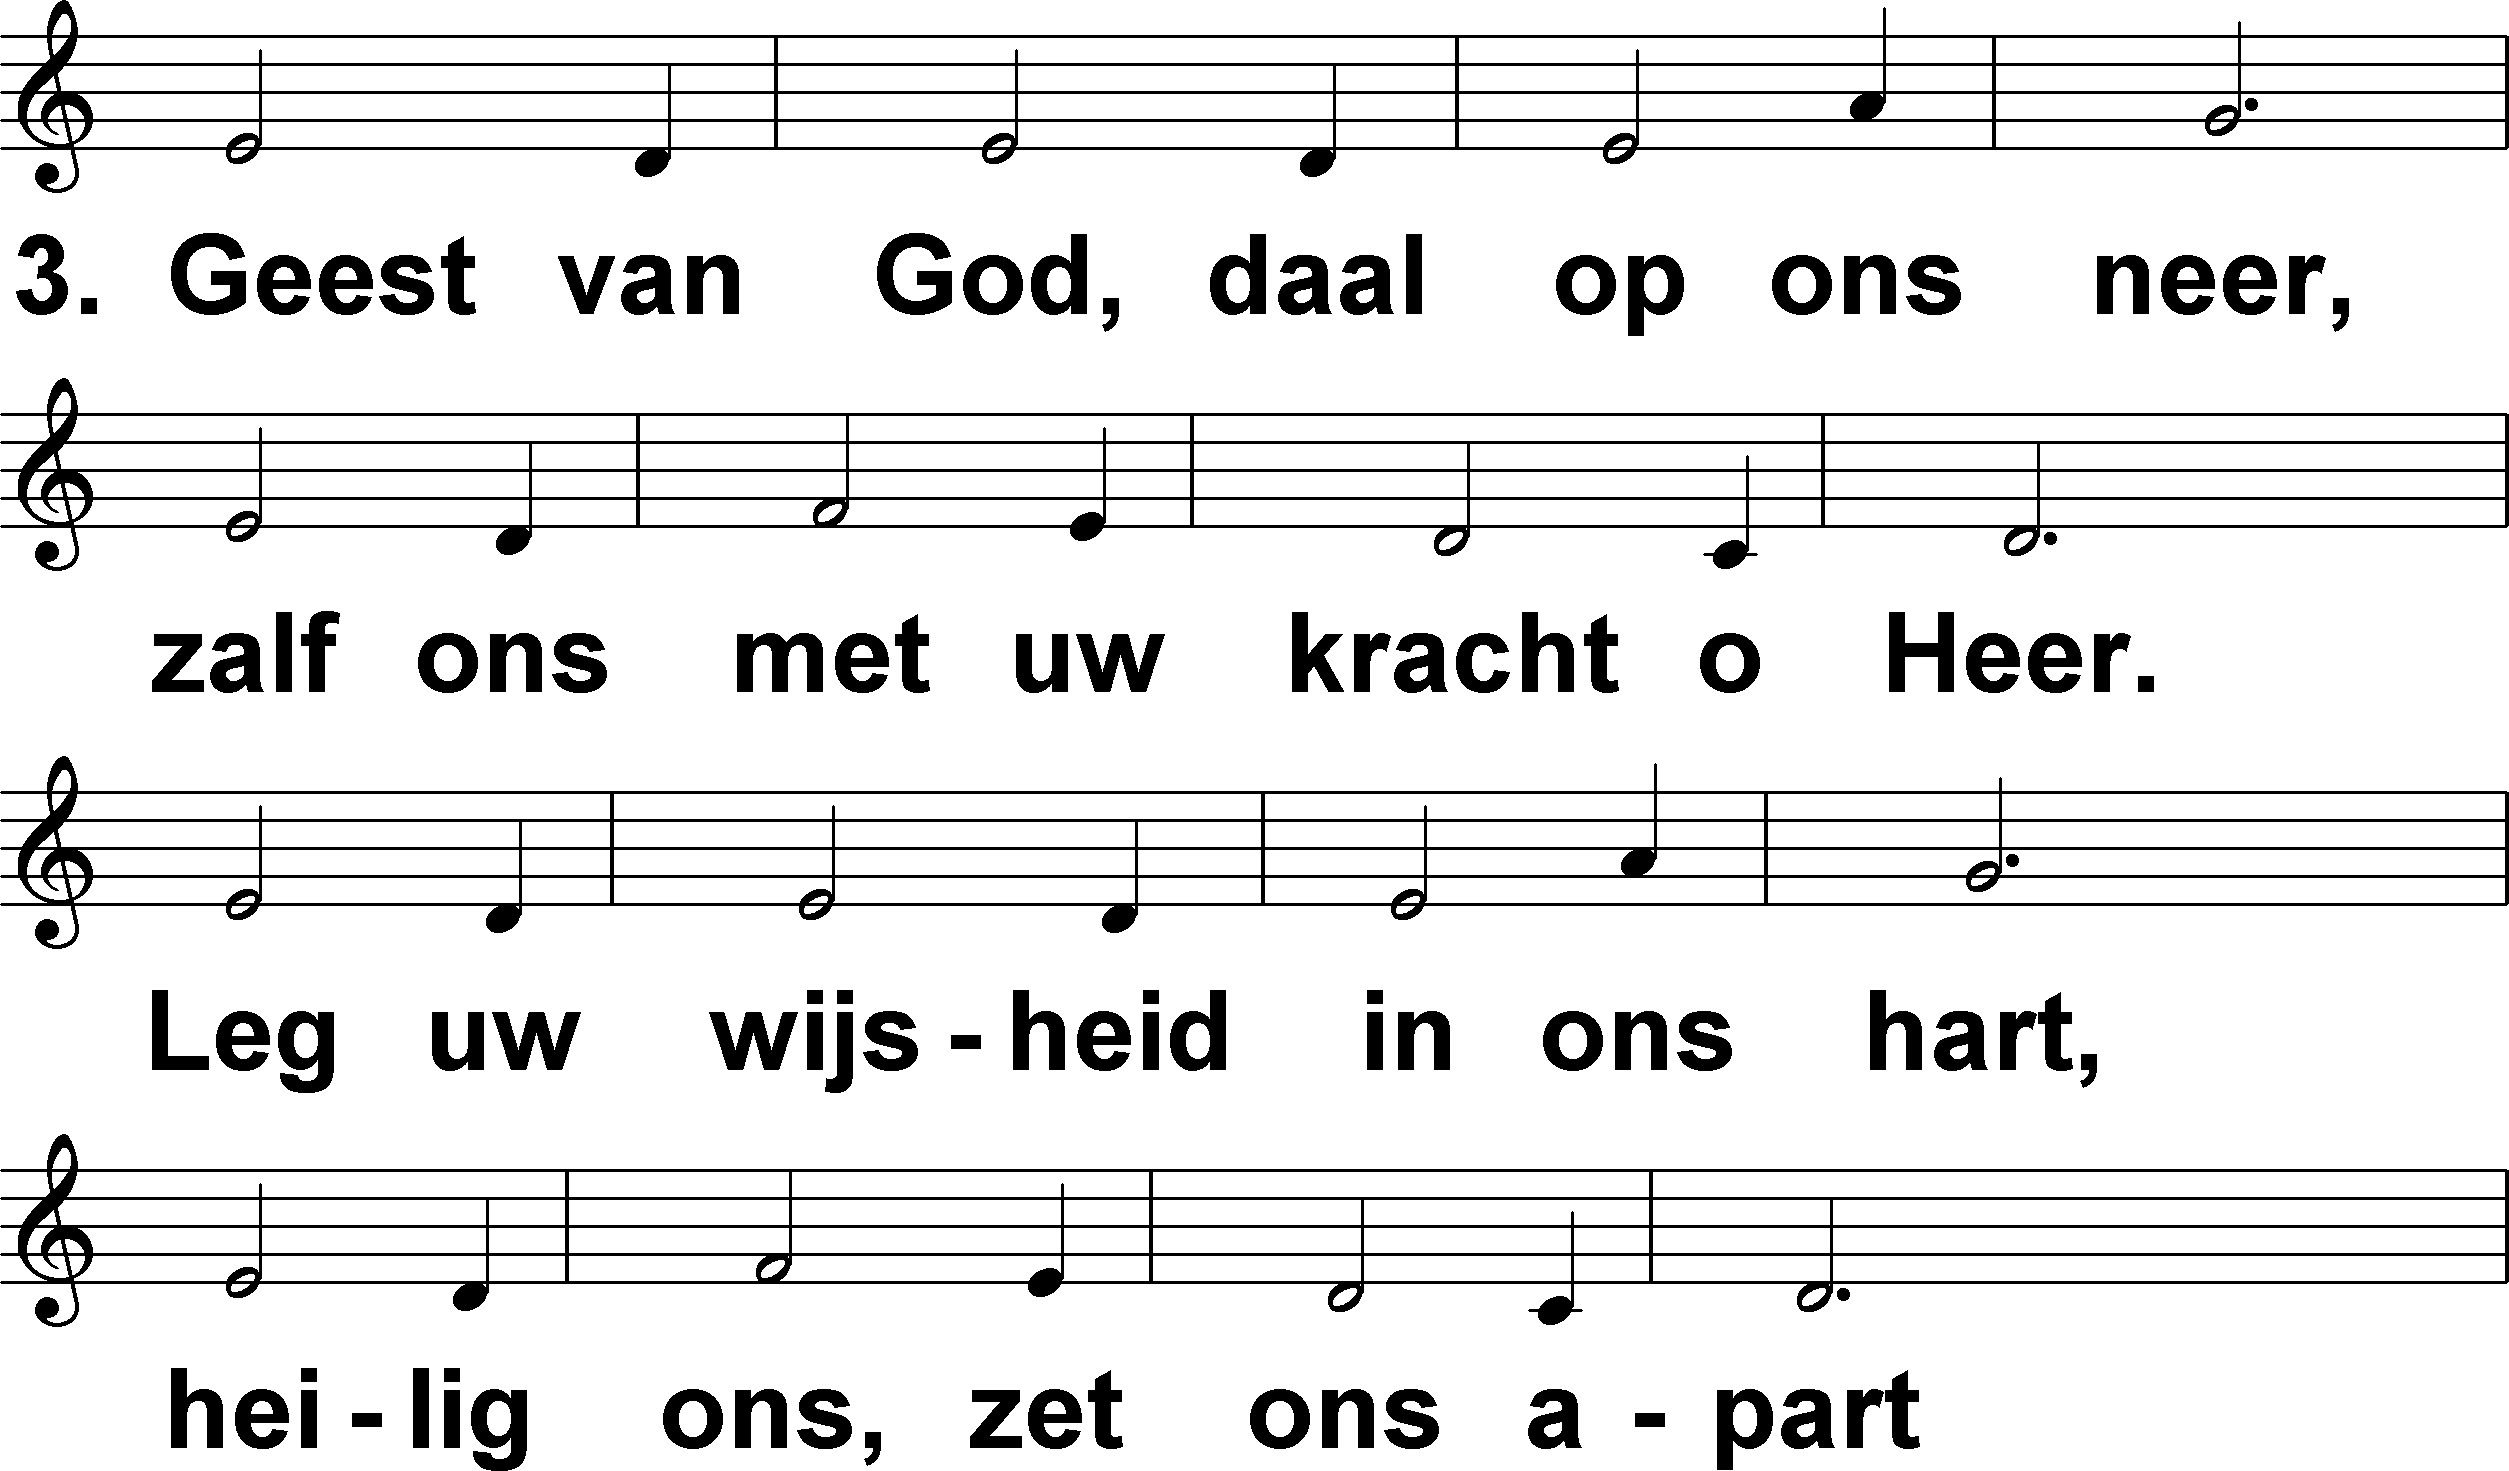 3. Geest van God, daal op ons neer,
zalf ons met uw kracht o Heer.
Leg uw wijs - heid in ons hart,
hei - lig ons, zet ons a - part